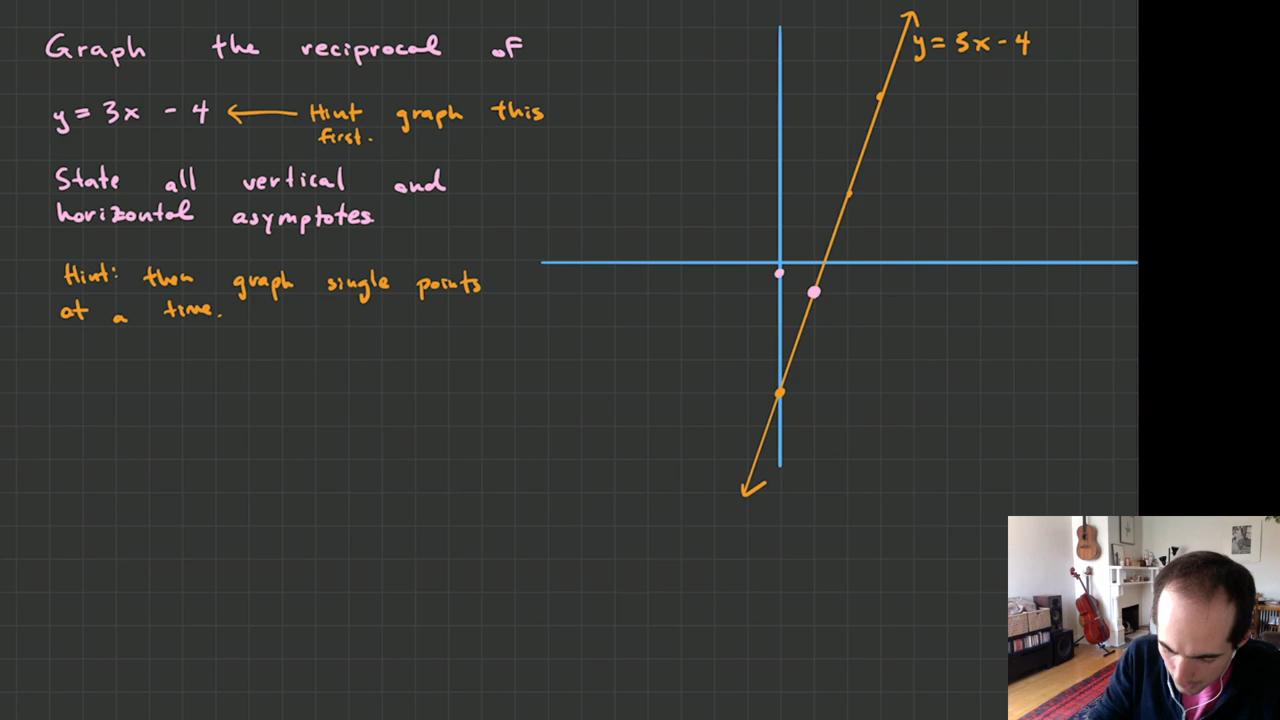 Graph the reciprocal of
y = 3x - 4 ← Hint graph this
first.
State all vertical and
horizontal asymptotes
Hint: then graph single points
at a time.
y = 3x - 4